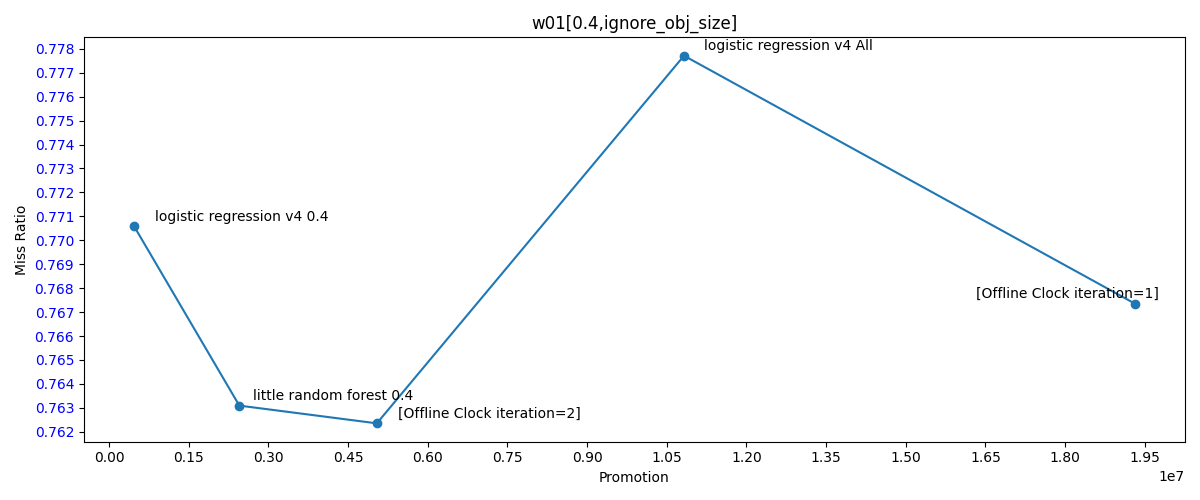 w01[0.4,ignore_obj_size]
0.778
0.777
0.776
0.775
0.774
0.773
0.772
0.771
0.770
0.769
0.768
0.767
0.766
0.765
0.764
0.763
0.762
Miss Ratio
logistic regression v4 All
logistic regression v4 0.4
[Offline Clock iteration=1]
little random forest 0.4
[Offline Clock iteration=2]
0.00 0.15 0.30 0.45 0.60 0.75 0.90 1.05 1.20 1.35 1.50 1.65 1.80 1.95
1e7
Promotion